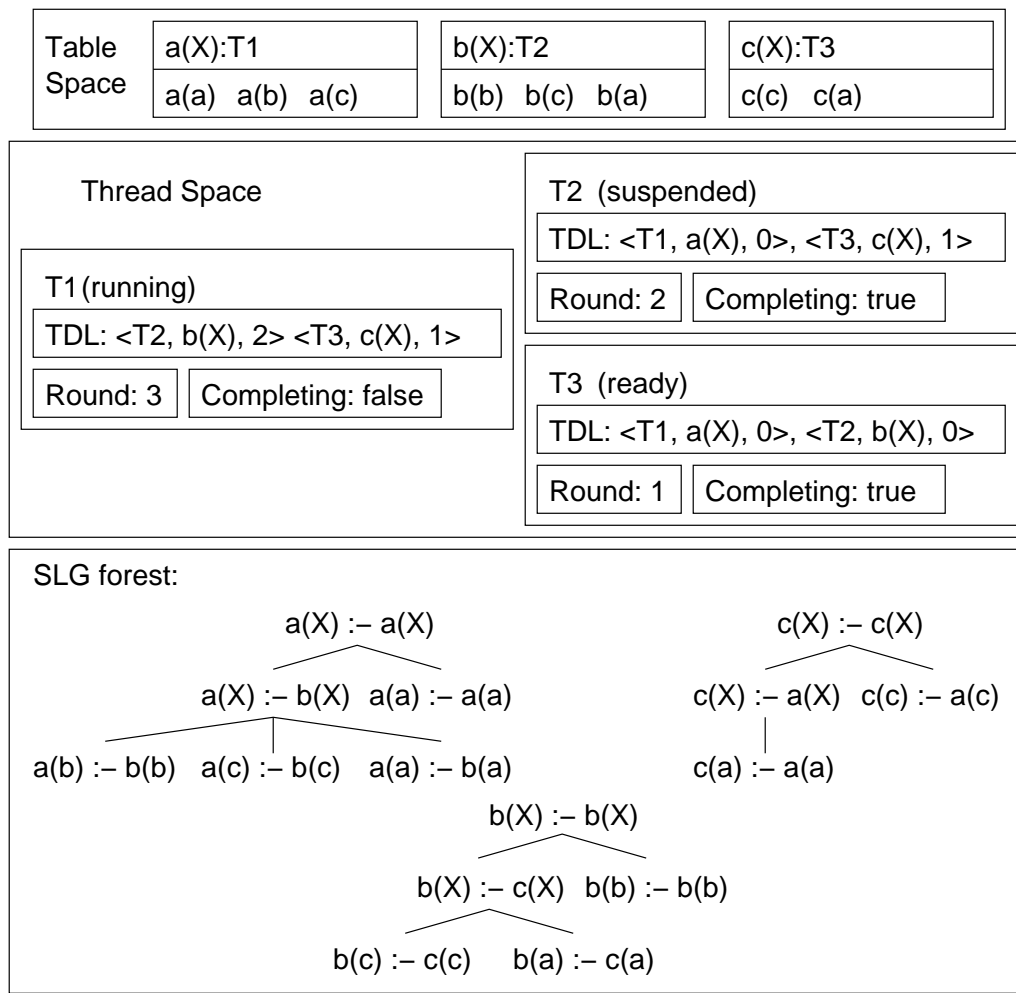 Table Space
a(X):T1
a(a) a(b) a(c)
b(X):T2
b(b) b(c) b(a)
c(X):T3
c(c) c(a)
Thread Space
T1 (running)
TDL: <T2, b(X), 2> <T3, c(X), 1>
Round: 3 Completing: false
T2 (suspended)
TDL: <T1, a(X), 0>, <T3, c(X), 1>
Round: 2 Completing: true
T3 (ready)
TDL: <T1, a(X), 0>, <T2, b(X), 0>
Round: 1 Completing: true
SLG forest:
a(X) :− a(X) c(X) :− c(X)
a(X) :− b(X) a(a) :− a(a) c(X) :− a(X) c(c) :− a(c)
a(b) :− b(b) a(c) :− b(c) a(a) :− b(a) c(a) :− a(a)
b(X) :− b(X)
b(X) :− c(X) b(b) :− b(b)
b(c) :− c(c) b(a) :− c(a)